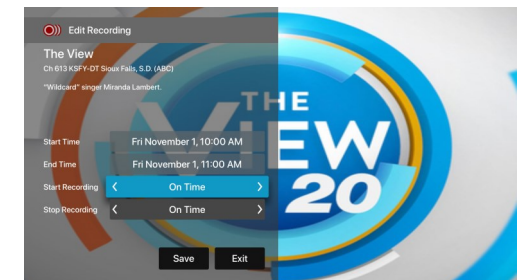 Edit Recording
The View
Ch 613 KSFY-DT Sioux Falls, S.D. (ABC)
"Wildcard" singer Miranda Lambert.
Start Time Fri November 1, 10:00 AM
End Time Fri November 1, 11:00 AM
Start Recording < On Time >
Stop Recording < On Time >
Save Exit
THE
VIEW
20